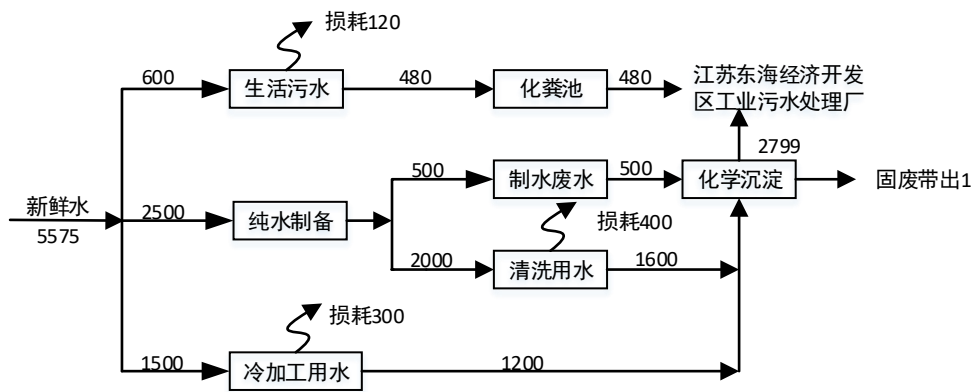 损耗120
600
生活污水
480
化粪池
480
江苏东海经济开发
区工业污水处理厂
2799
500
制水废水
500
化学沉淀
固废带出1
新鲜水
5575
2500
纯水制备
损耗400
2000
清洗用水
1600
损耗300
1500
冷加工用水
1200